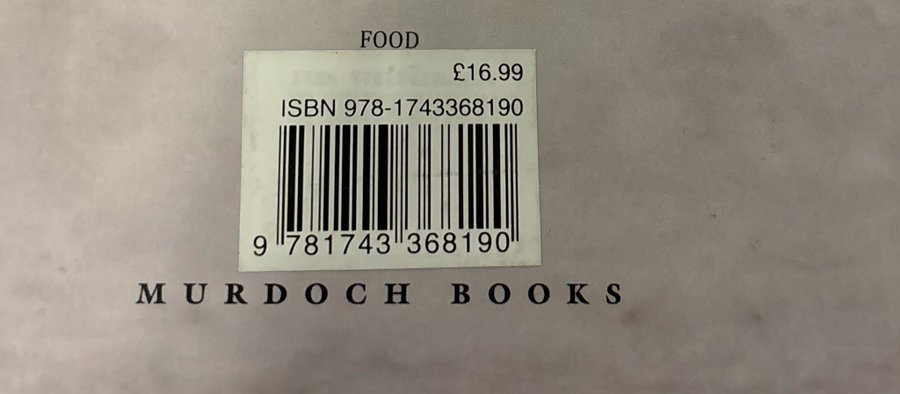 FOOD
£16.99
ISBN 978-1743368190
9 781743 368190
MURDOCH BOOKS